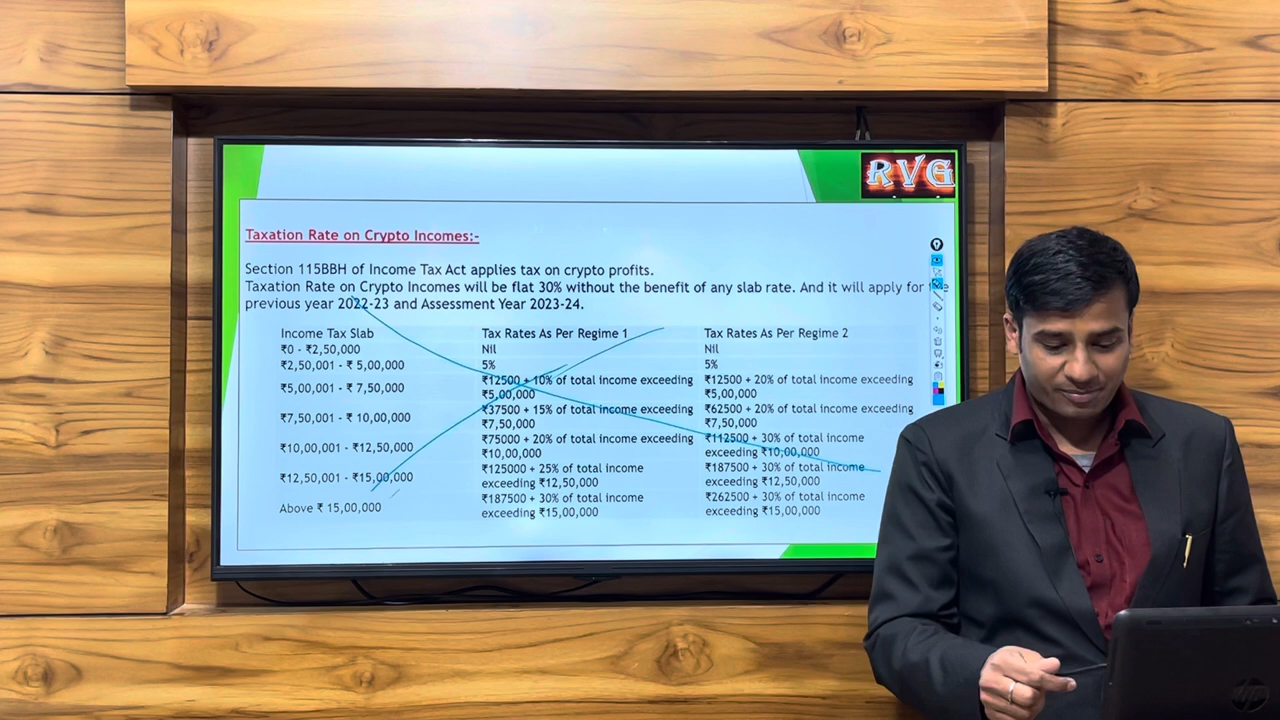 RVG
Taxation Rate on Crypto Incomes:-
Section 115BBH of Income Tax Act applies tax on crypto profits.
Taxation Rate on Crypto Incomes will be flat 30% without the benefit of any slab rate. And it will apply for
previous year 2022-23 and Assessment Year 2023-24.
Income Tax Slab Tax Rates As Per Regime 1 Tax Rates As Per Regime 2
₹0 - ₹2,50,000 Nil Nil
₹2,50,001 - ₹ 5,00,000 5% 5%
₹5,00,001 - ₹ 7,50,000 ₹12500 + 10% of total income exceeding ₹12500 + 20% of total income exceeding
₹5,00,000 ₹5,00,000
₹7,50,001 - ₹ 10,00,000 ₹37500 + 15% of total income exceeding ₹62500 + 20% of total income exceeding
₹7,50,000 ₹7,50,000
₹10,00,001 - ₹12,50,000 ₹75000 + 20% of total income exceeding ₹112500 + 30% of total income
₹10,00,000 exceeding ₹10,00,000
₹12,50,001 - ₹15,00,000 ₹125000 + 25% of total income ₹187500 + 30% of total income
exceeding ₹12,50,000 exceeding ₹12,50,000
Above ₹ 15,00,000 ₹187500 + 30% of total income ₹262500 + 30% of total income
exceeding ₹15,00,000 exceeding ₹15,00,000
hp